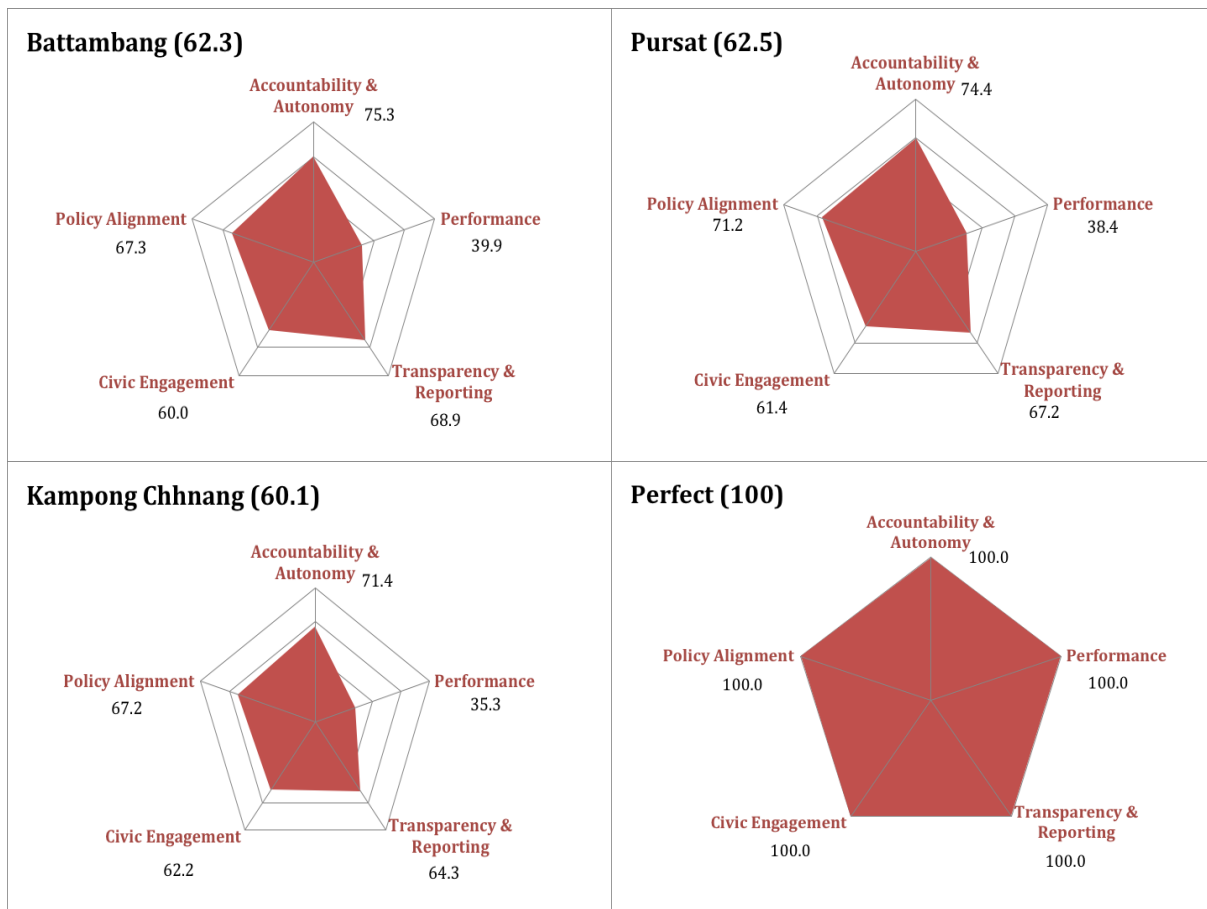 Battambang (62.3)
Accountability &
Autonomy
75.3
Policy Alignment
67.3
Performance
39.9
Civic Engagement
60.0
Transparency &
Reporting
68.9
Pursat (62.5)
Accountability &
Autonomy
74.4
Policy Alignment
71.2
Performance
38.4
Civic Engagement
61.4
Transparency &
Reporting
67.2
Kampong Chhnang (60.1)
Accountability &
Autonomy
71.4
Policy Alignment
67.2
Performance
35.3
Civic Engagement
62.2
Transparency &
Reporting
64.3
Perfect (100)
Accountability &
Autonomy
100.0
Policy Alignment
100.0
Performance
100.0
Civic Engagement
100.0
Transparency &
Reporting
100.0